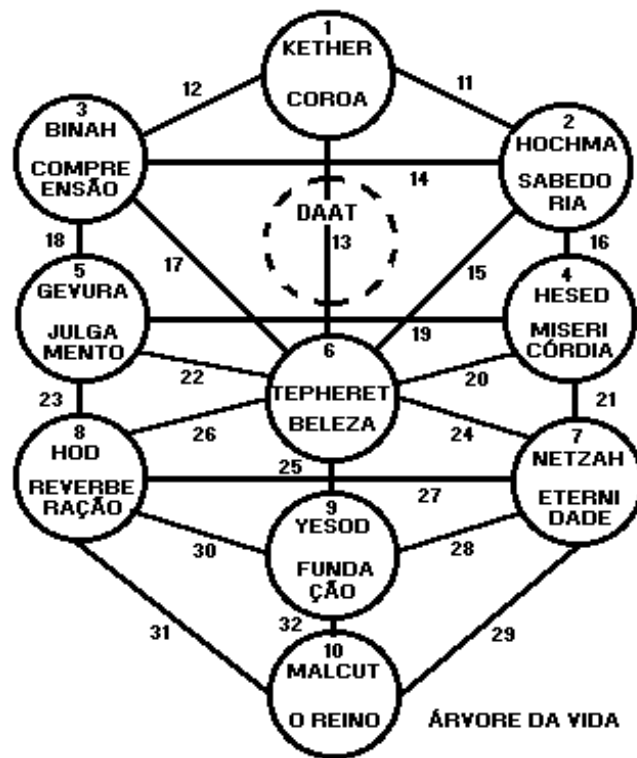 1
KETHER
COROA
12
11
3
BINAH
COMPRE
ENSÃO
2
HOCHMA
SABEDO
RIA
14
DAAT
13
18
17
15
16
5
GEVURA
JULGA
MENTO
4
HESED
MISERI
CÓRDIA
19
6
TEPHERET
BELEZA
22
20
23
21
26
24
8
HOD
REVERBE
RAÇÃO
7
NETZAH
ETERNI
DADE
25
27
9
YESOD
FUNDA
ÇÃO
30
28
32
31
29
10
MALCUT
O REINO
ÁRVORE DA VIDA